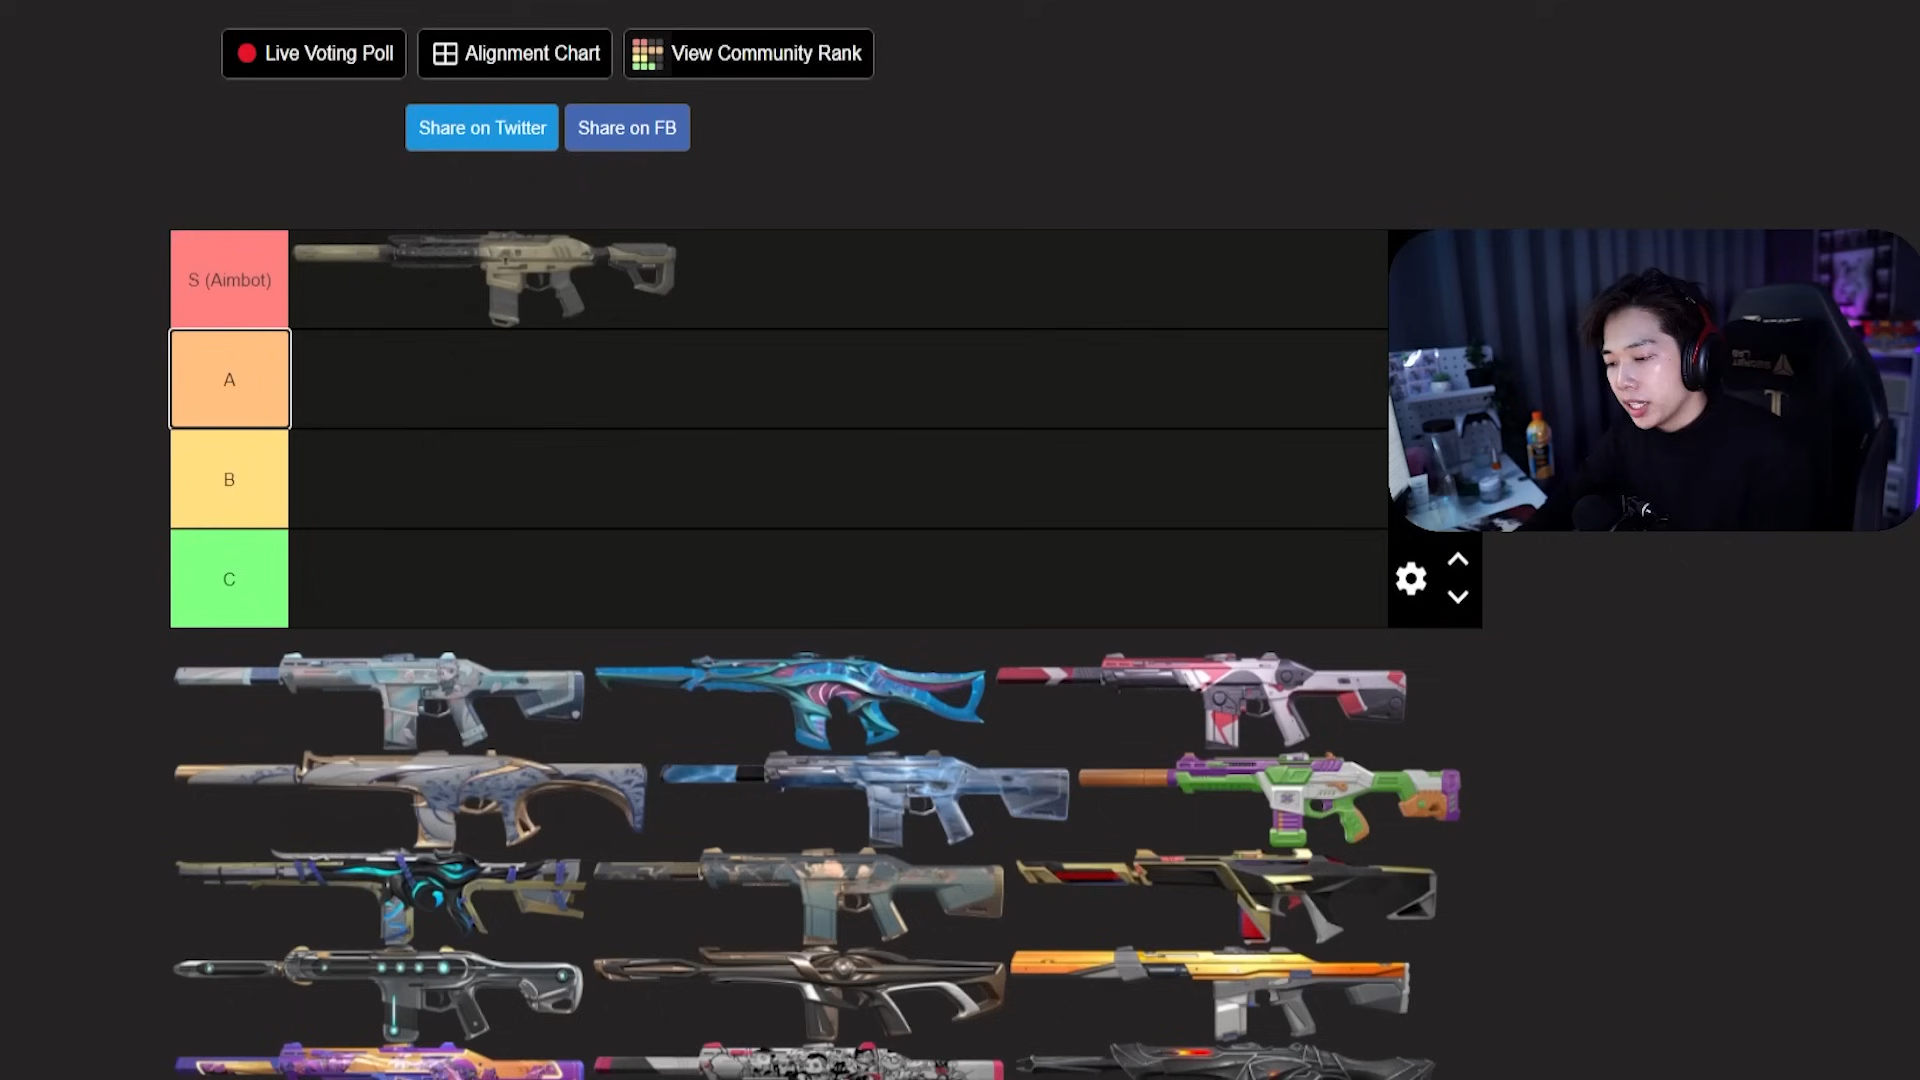 Live Voting Poll
Alignment Chart
View Community Rank
Share on Twitter
Share on FB
S (Aimbot)
A
B
C